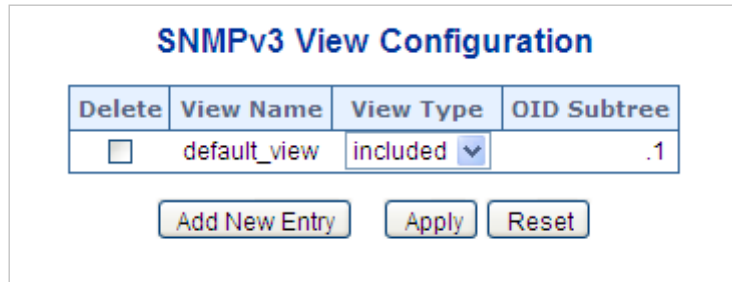 SNMPv3 View Configuration
Delete View Name View Type OID Subtree
default_view included .1
Add New Entry Apply Reset